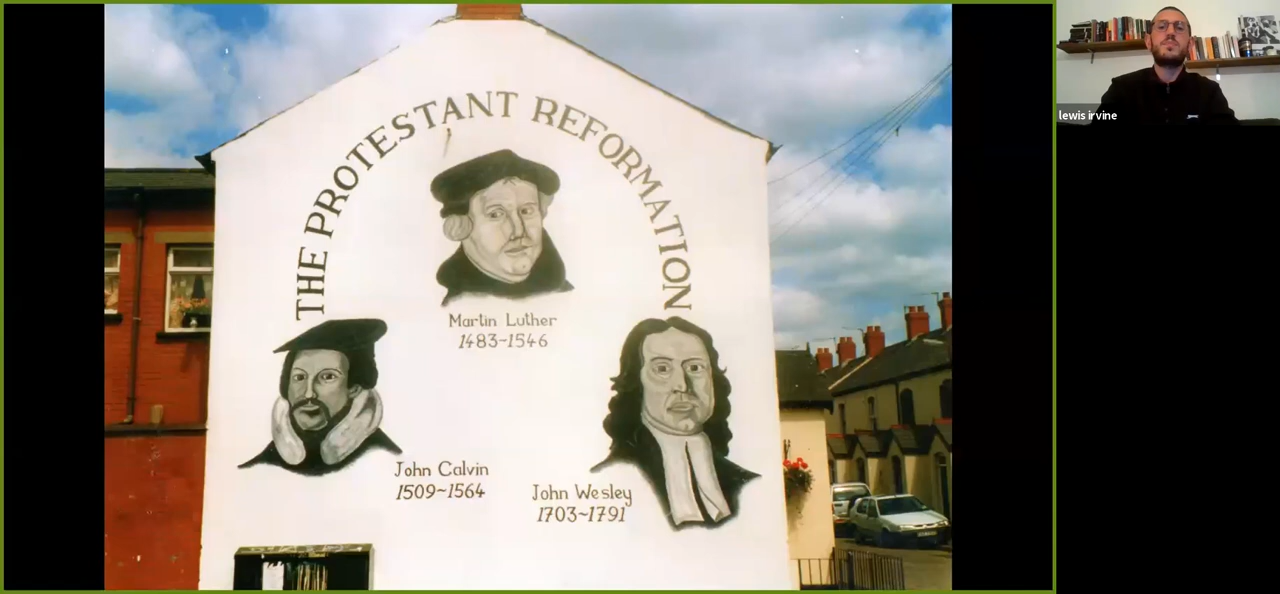 THE PROTESTANT REFORMATION
Martin Luther
1483~1546
John Calvin
1509~1564
John Wesley
1703~1791
lewis irvine